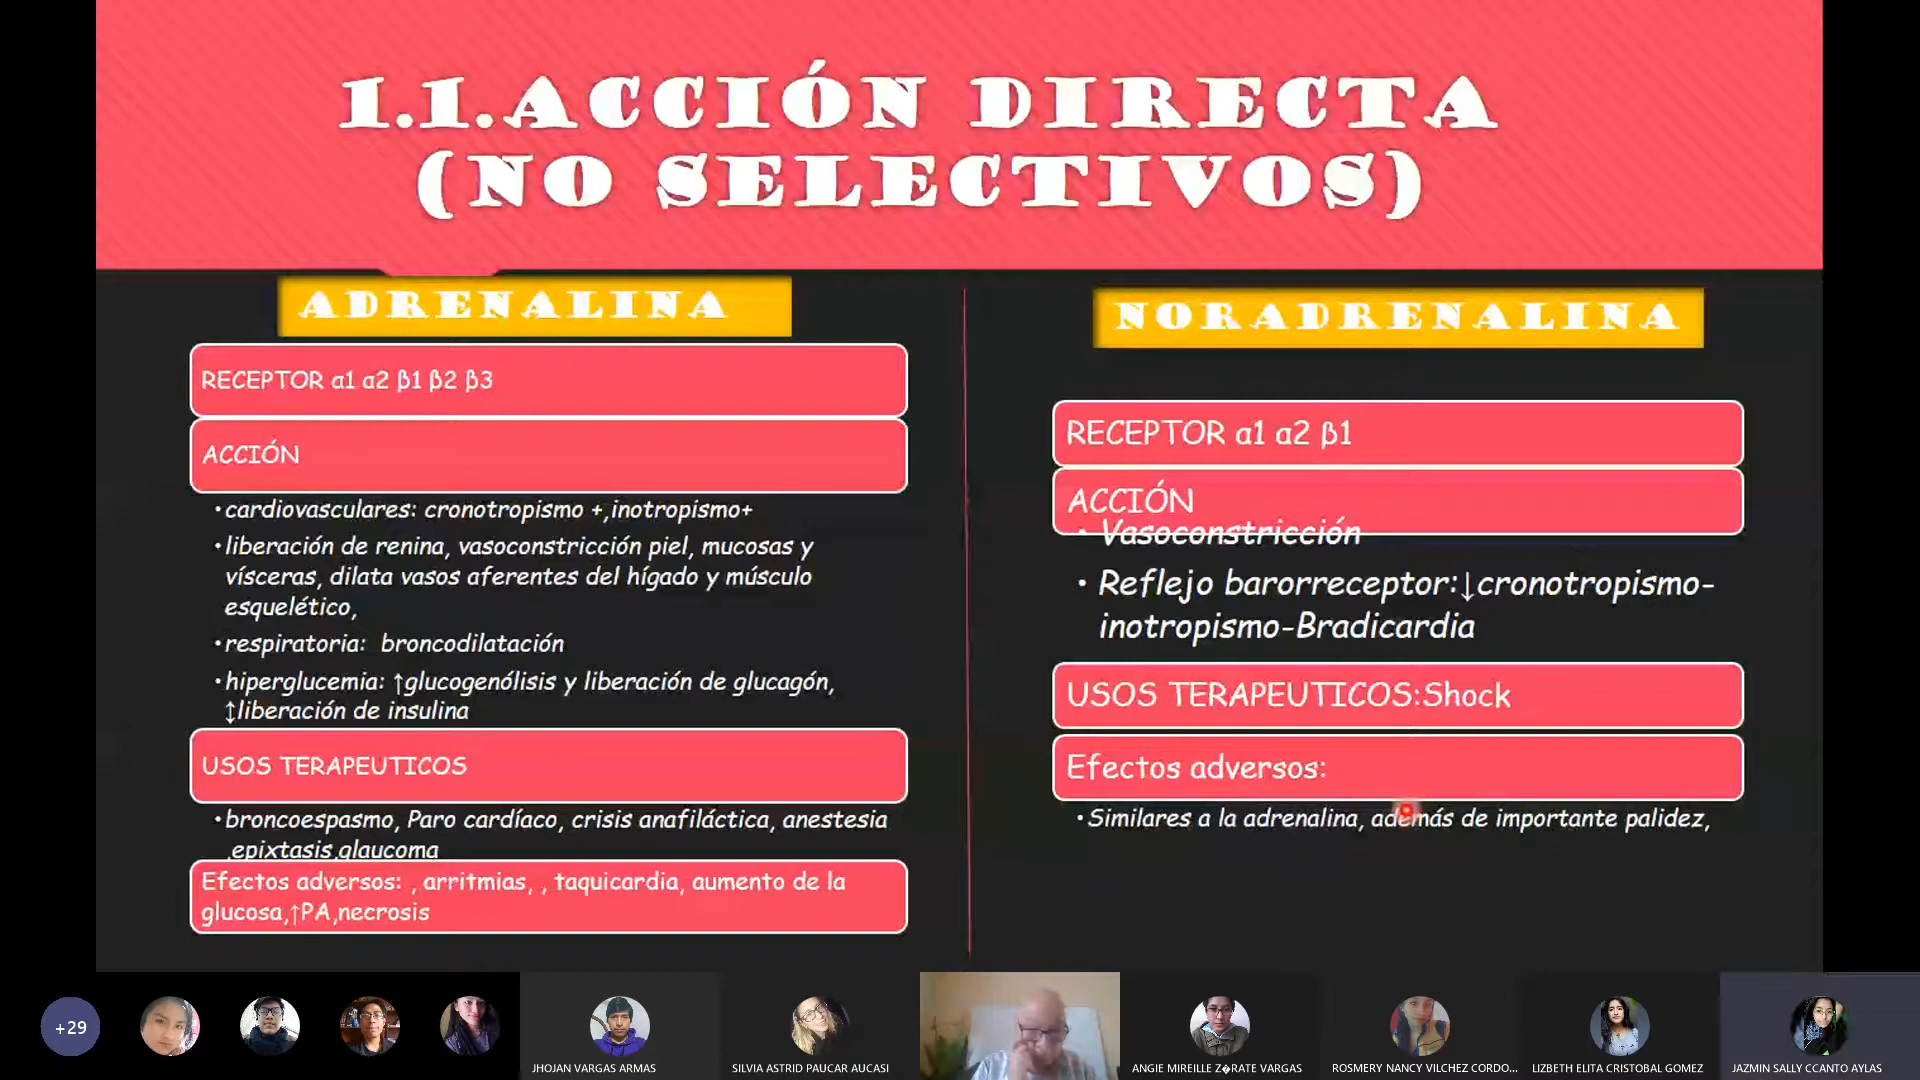 1.1.ACCIÓN DIRECTA
(NO SELECTIVOS)
ADRENALINA
RECEPTOR α1 α2 β1 β2 β3
ACCIÓN
•cardiovasculares: cronotropismo +,inotropismo+
•liberación de renina, vasoconstricción piel, mucosas y
vísceras, dilata vasos aferentes del hígado y músculo
esquelético,
•respiratoria: broncodilatación
•hiperglucemia: ↑glucogenólisis y liberación de glucagón,
↕liberación de insulina
USOS TERAPEUTICOS
•broncoespasmo, Paro cardíaco, crisis anafiláctica, anestesia
,epixtasis,glaucoma
Efectos adversos: , arritmias, , taquicardia, aumento de la
glucosa,↑PA,necrosis
NORADRENALINA
RECEPTOR α1 α2 β1
ACCIÓN
• Vasoconstricción
• Reflejo barorreceptor:↓cronotropismo-
inotropismo-Bradicardia
USOS TERAPEUTICOS:Shock
Efectos adversos:
•Similares a la adrenalina, además de importante palidez,
+29
JHOJAN VARGAS ARMAS
SILVIA ASTRID PAUCAR AUCASI
ANGIE MIREILLE Z�RATE VARGAS
ROSMERY NANCY VILCHEZ CORDO...
LIZBETH ELITA CRISTOBAL GOMEZ
JAZMIN SALLY CCANTO AYLAS